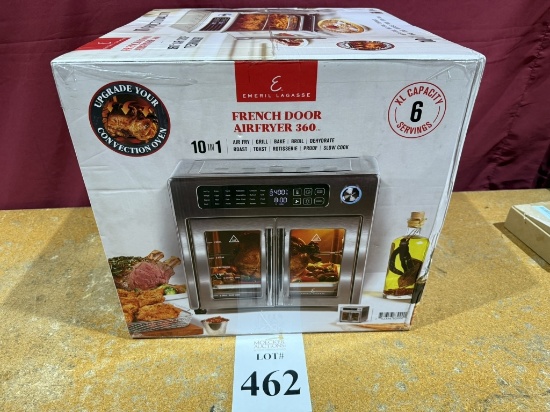 UPGRADE YOUR
CONVECTION OVEN
E
EMERIL LAGASSE
FRENCH DOOR
AIRFRYER 360
10 IN 1
AIR FRY | GRILL | BAKE | BROIL | DEHYDRATE
ROAST | TOAST | ROTISSERIE | PROOF | SLOW COOK
XL CAPACITY
6
SERVINGS
LOT#
462